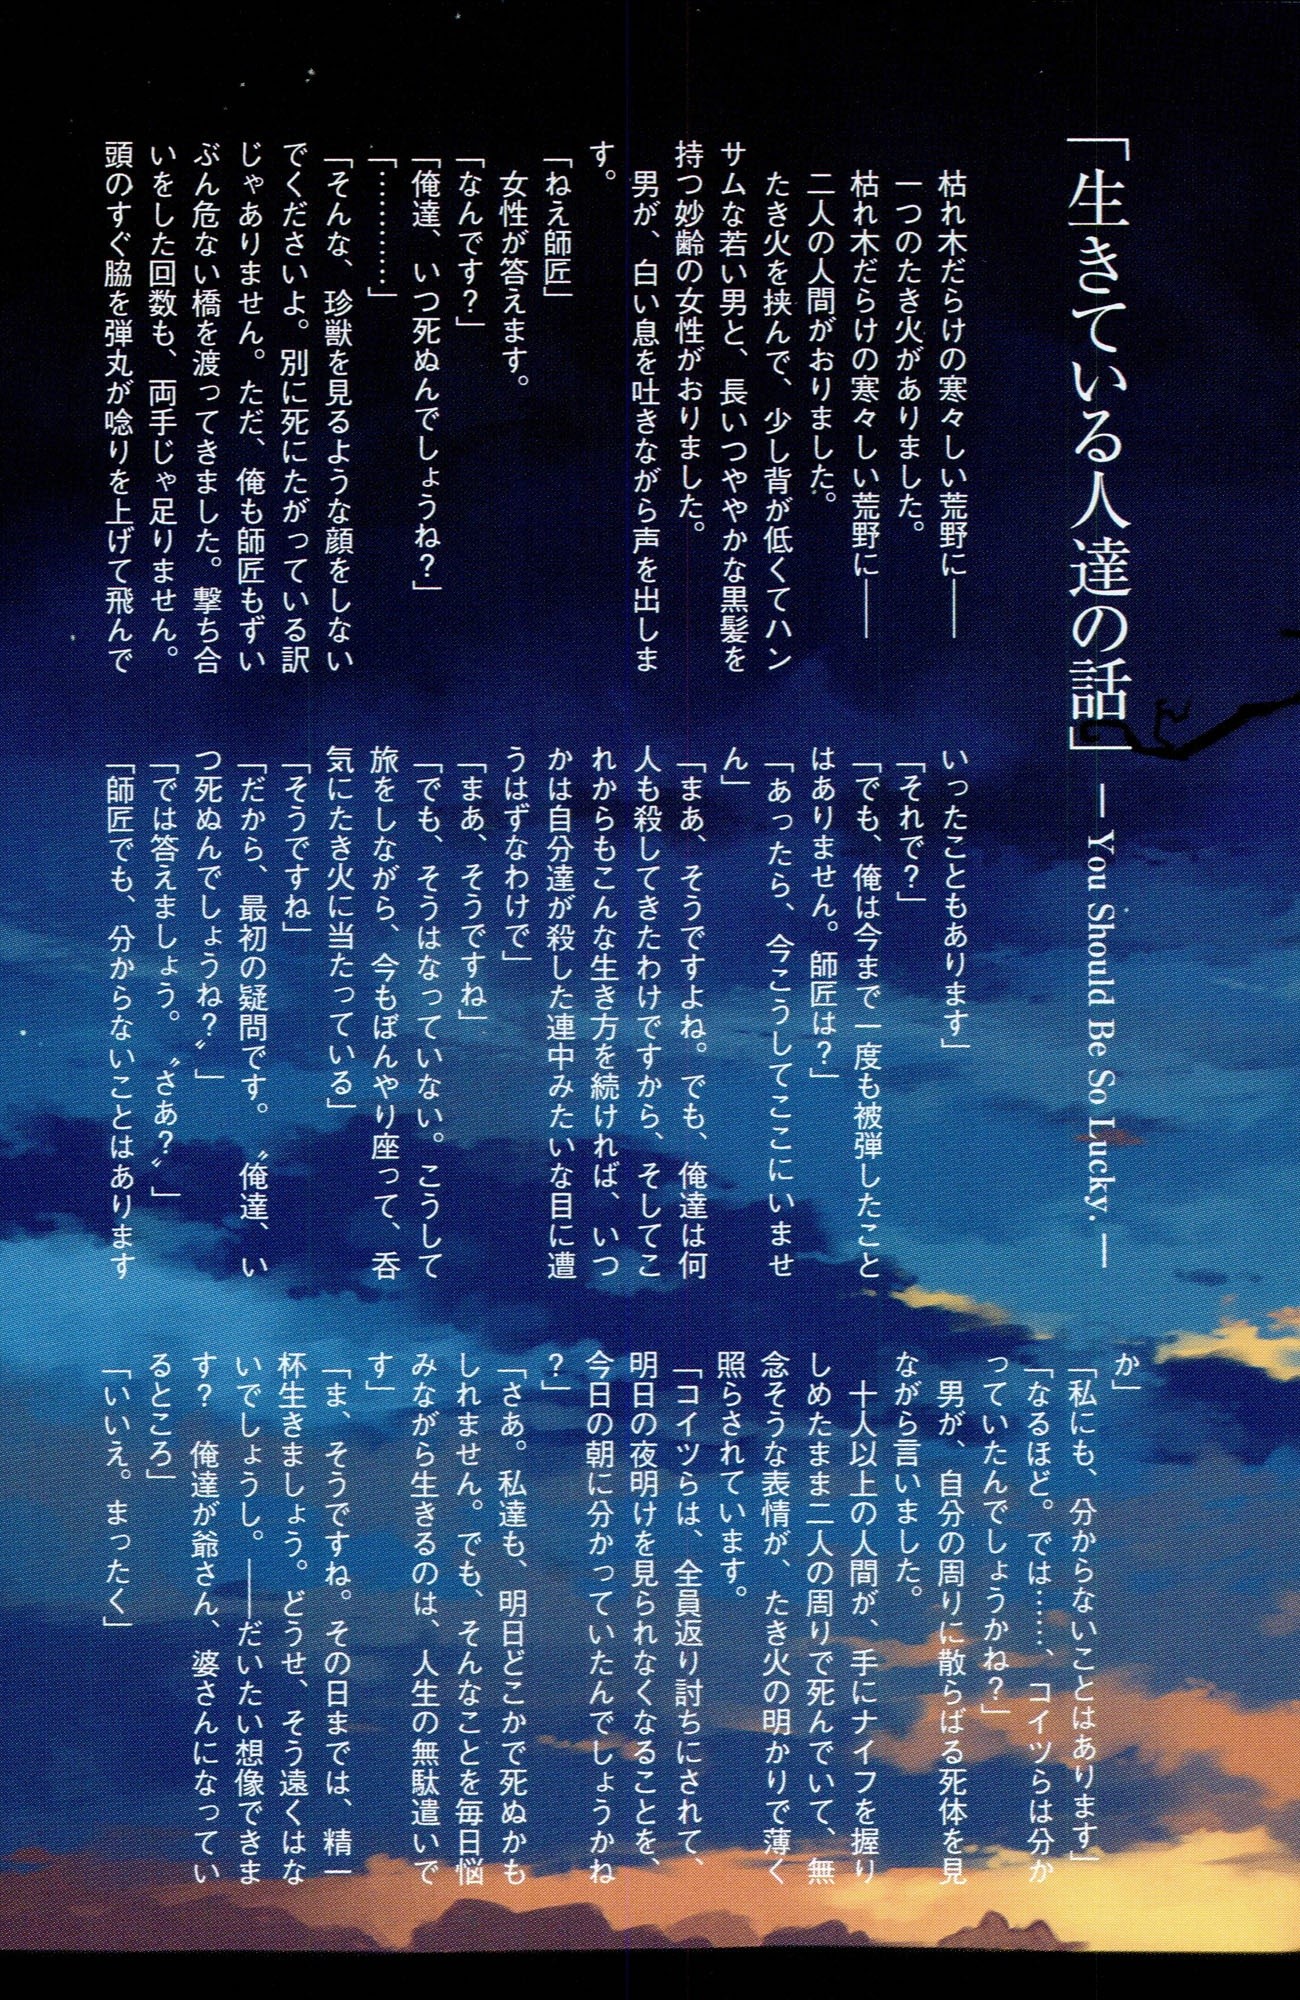 「生きている人達の話」― You Should Be So Lucky. ―
枯れ木だらけの寒々しい荒野に――
一つのたき火がありました。
枯れ木だらけの寒々しい荒野に――
二人の人間がおりました。
たき火を挟んで、少し背が低くてハン
サムな若い男と、長いつややかな黒髪を
持つ妙齢の女性がおりました。
男が、白い息を吐きながら声を出しま
す。
「ねえ師匠」
女性が答えます。
「なんです？」
「俺達、いつ死ぬんでしょうね？」
「…………」
「そんな、珍獣を見るような顔をしない
でくださいよ。別に死にたがっている訳
じゃありません。ただ、俺も師匠もずい
ぶん危ない橋を渡ってきました。撃ち合
いをした回数も、両手じゃ足りません。
頭のすぐ脇を弾丸が唸りを上げて飛んで
いったこともあります」
「それで？」
「でも、俺は今まで一度も被弾したこと
はありません。師匠は？」
「あったら、今こうしてここにいませ
ん」
「まあ、そうですよね。でも、俺達は何
人も殺してきたわけですから、そしてこ
れからもこんな生き方を続ければ、いつ
かは自分達が殺した連中みたいな目に遭
うはずなわけで」
「まあ、そうですね」
「でも、そうはなっていない。こうして
旅をしながら、今もぼんやり座って、呑
気にたき火に当たっている」
「そうですね」
「だから、最初の疑問です。〝俺達、い
つ死ぬんでしょうね？〟」
「では答えましょう。〝さあ？〟」
「師匠でも、分からないことはあります
か」
「私にも、分からないことはあります」
「なるほど。では……、コイツらは分か
っていたんでしょうかね？」
男が、自分の周りに散らばる死体を見
ながら言いました。
十人以上の人間が、手にナイフを握り
しめたまま二人の周りで死んでいて、無
念そうな表情が、たき火の明かりで薄く
照らされています。
「コイツらは、全員返り討ちにされて、
明日の夜明けを見られなくなることを、
今日の朝に分かっていたんでしょうかね
？」
「さあ。私達も、明日どこかで死ぬかも
しれません。でも、そんなことを毎日悩
みながら生きるのは、人生の無駄遣いで
す」
「ま、そうですね。その日までは、精一
杯生きましょう。どうせ、そう遠くはな
いでしょうし。――だいたい想像できま
す？　俺達が爺さん、婆さんになってい
るところ」
「いいえ。まったく」